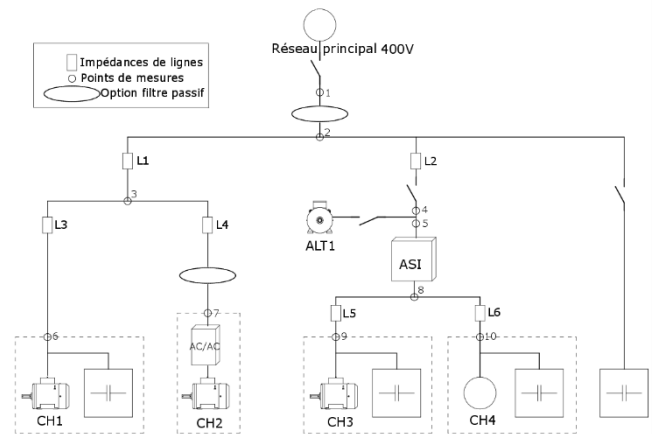 Réseau principal 400V
Impédances de lignes
Points de mesures
Option filtre passif
1
2
L1
L2
3
4
5
L3
L4
ALT1
ASI
8
7
L5
L6
6
9
10
AC/AC
CH1
CH2
CH3
CH4